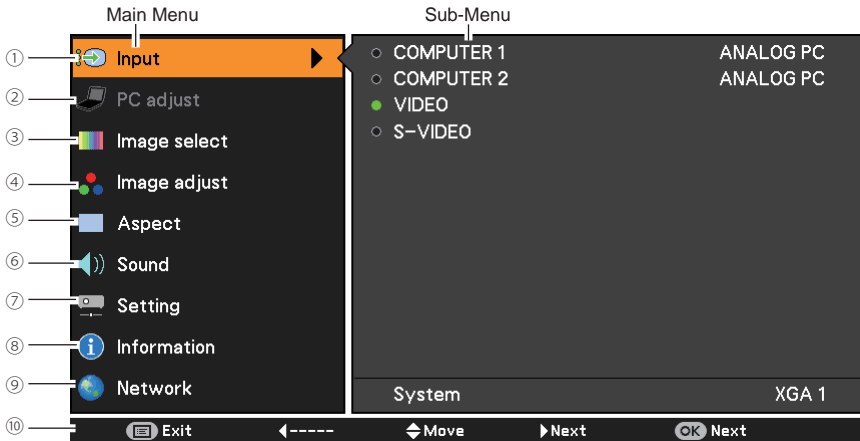 Main Menu Sub-Menu
① Input COMPUTER 1 ANALOG PC
COMPUTER 2 ANALOG PC
② PC adjust
VIDEO
S-VIDEO
③ Image select
④ Image adjust
⑤ Aspect
⑥ Sound
⑦ Setting
⑧ Information
⑨ Network
System XGA 1
⑩ Exit ----- Move Next OK Next